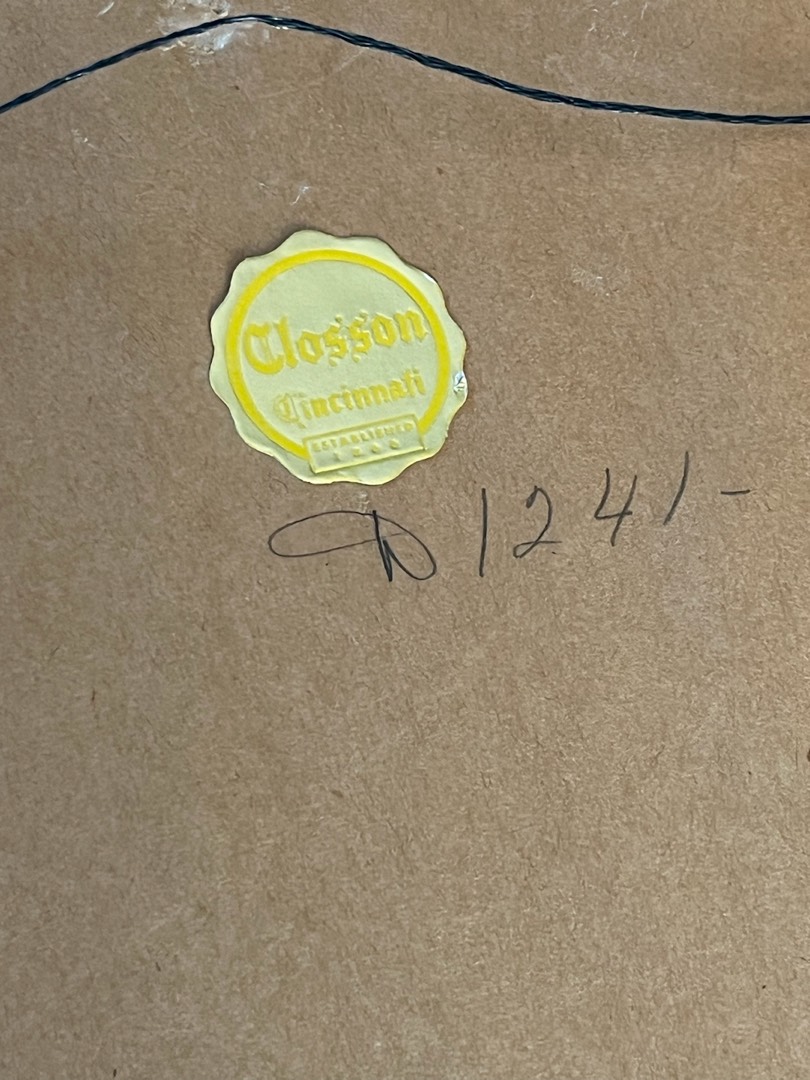 Closson
Cincinnati
ESTABLISHED
1241-